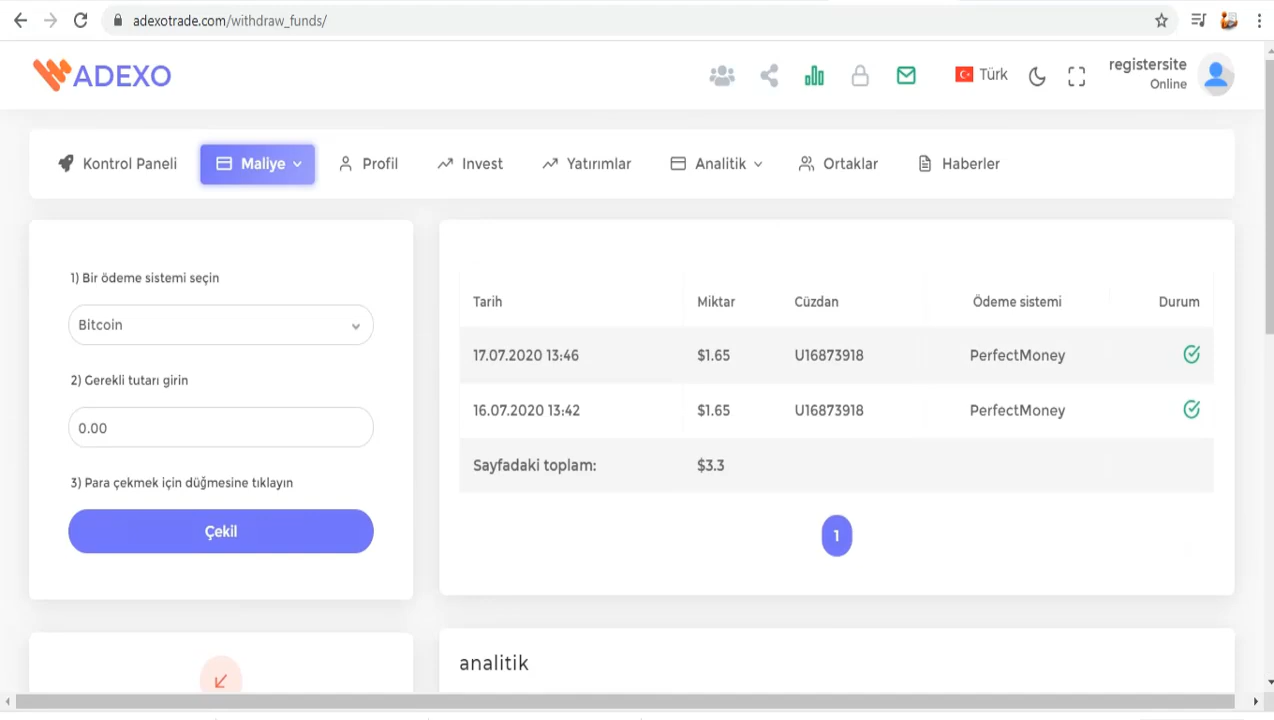 adexotrade.com/withdraw_funds/
ADEXO
Türk
registersite
Online
Kontrol Paneli
Maliye
Profil
Invest
Yatırımlar
Analitik
Ortaklar
Haberler
1) Bir ödeme sistemi seçin
Bitcoin
2) Gerekli tutarı girin
0.00
3) Para çekmek için düğmesine tıklayın
Çekil
Tarih Miktar Cüzdan Ödeme sistemi Durum
17.07.2020 13:46 $1.65 U16873918 PerfectMoney
16.07.2020 13:42 $1.65 U16873918 PerfectMoney
Sayfadaki toplam: $3.3
1
analitik